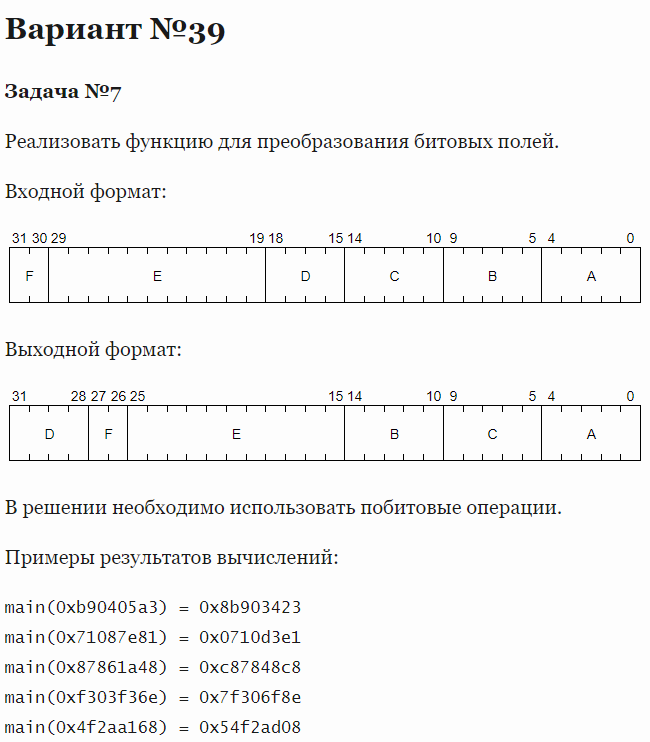 Вариант №39
Задача №7
Реализовать функцию для преобразования битовых полей.
Входной формат:
31 30 29 19 18 15 14 10 9 5 4 0
F E D C B A
Выходной формат:
31 28 27 26 25 15 14 10 9 5 4 0
D F E B C A
В решении необходимо использовать побитовые операции.
Примеры результатов вычислений:
main(0xb90405a3) = 0x8b903423
main(0x71087e81) = 0x0710d3e1
main(0x87861a48) = 0xc87848c8
main(0xf303f36e) = 0x7f306f8e
main(0x4f2aa168) = 0x54f2ad08